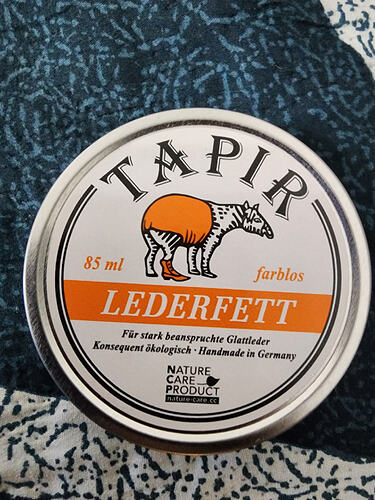 TAPIR
85 ml
farblos
LEDERFETT
Für stark beanspruchte Glattleder
Konsequent ökologisch · Handmade in Germany
NATURE
CARE
PRODUCT
nature-care.cc